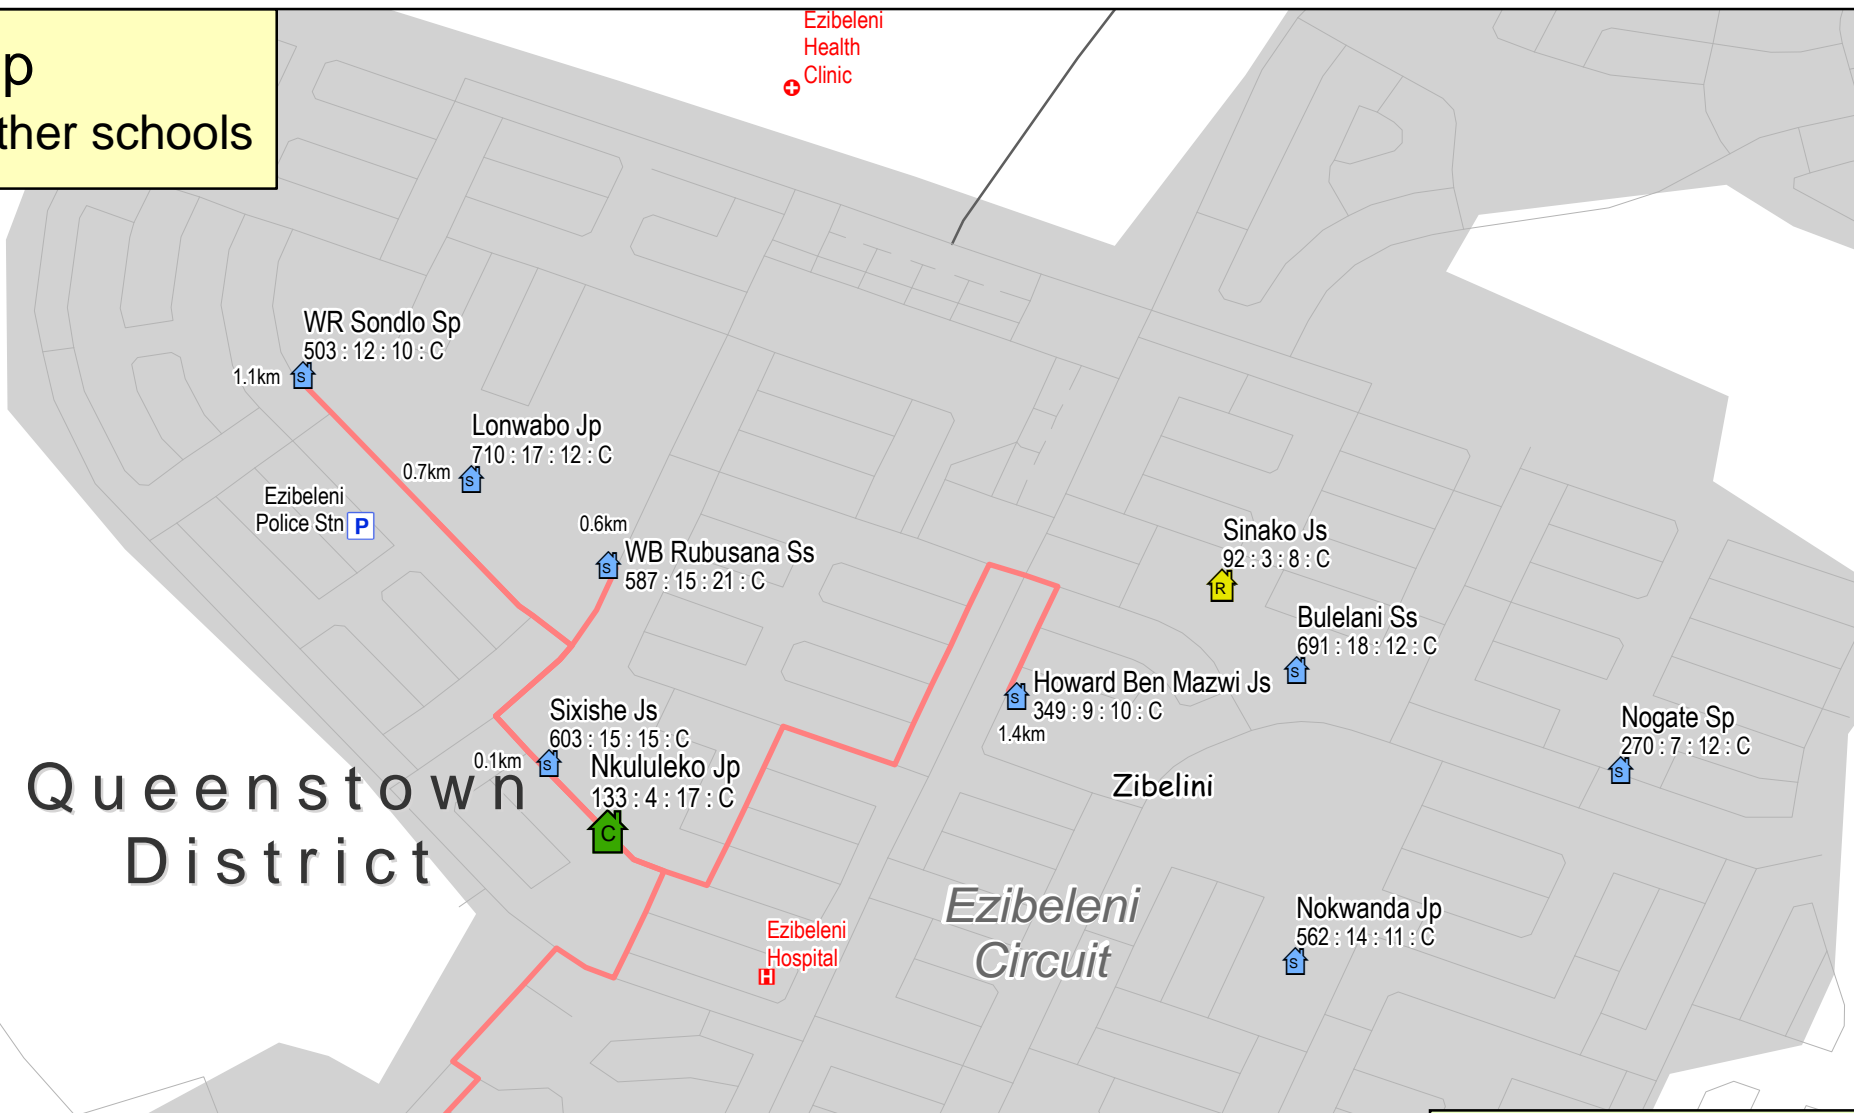 p
ther schools
Ezibeleni
Health
Clinic
WR Sondlo Sp
503 : 12 : 10 : C
1.1km
S
Lonwabo Jp
710 : 17 : 12 : C
0.7km
S
Ezibeleni
Police Stn P
0.6km
WB Rubusana Ss
587 : 15 : 21 : C
S
Sinako Js
92 : 3 : 8 : C
R
Bulelani Ss
691 : 18 : 12 : C
S
Howard Ben Mazwi Js
349 : 9 : 10 : C
S
1.4km
Sixishe Js
603 : 15 : 15 : C
0.1km
S
Nkululeko Jp
133 : 4 : 17 : C
C
Nogate Sp
270 : 7 : 12 : C
S
Zibelini
Queenstown
District
Ezibeleni
Circuit
Ezibeleni
Hospital
H
Nokwanda Jp
562 : 14 : 11 : C
S